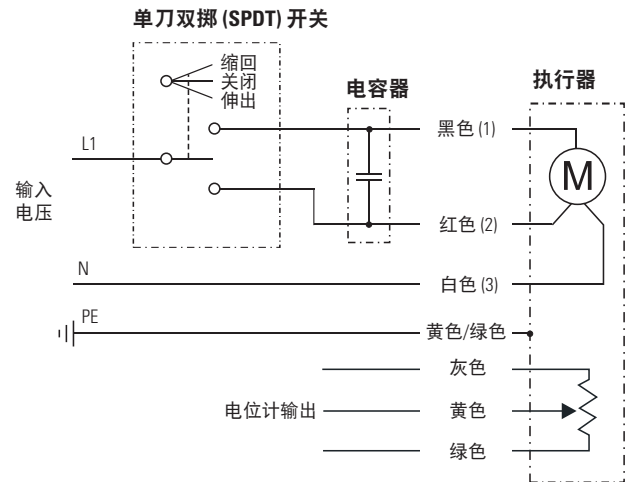 单刀双掷 (SPDT) 开关
缩回
关闭
伸出
电容器
执行器
L1
黑色 (1)
M
输入
电压
红色 (2)
N
白色 (3)
PE
黄色/绿色
灰色
电位计输出
黄色
绿色